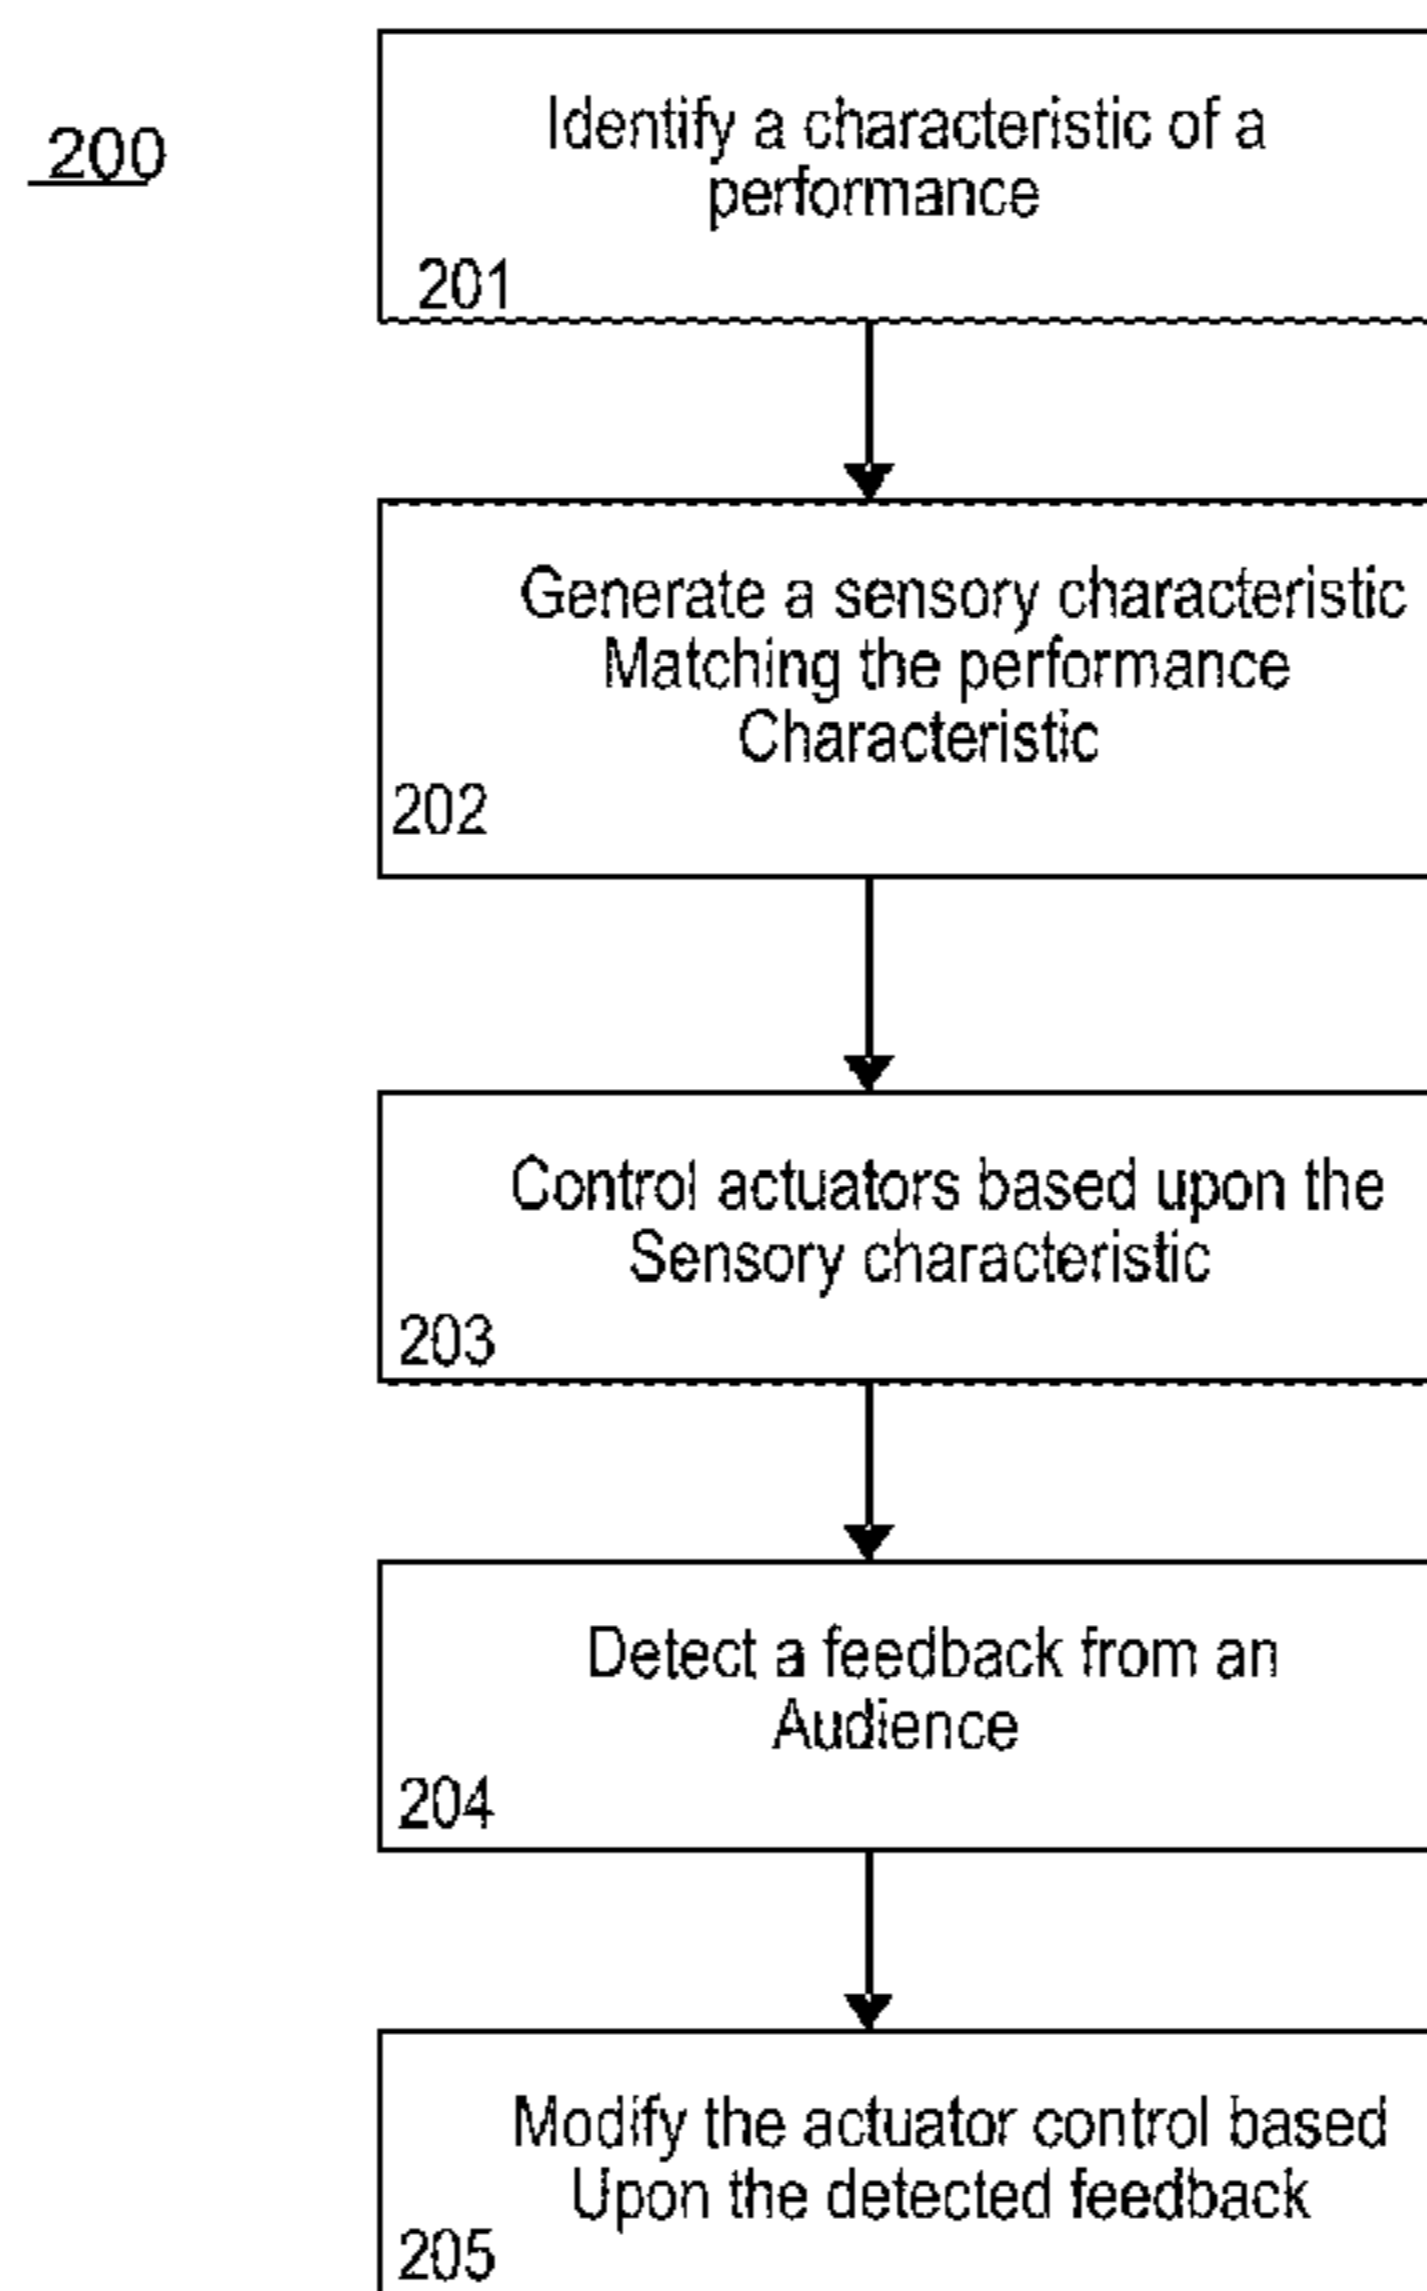 200
Identify a characteristic of a
performance
201
Generate a sensory characteristic
Matching the performance
Characteristic
202
Control actuators based upon the
Sensory characteristic
203
Detect a feedback from an
Audience
204
Modify the actuator control based
Upon the detected feedback
205